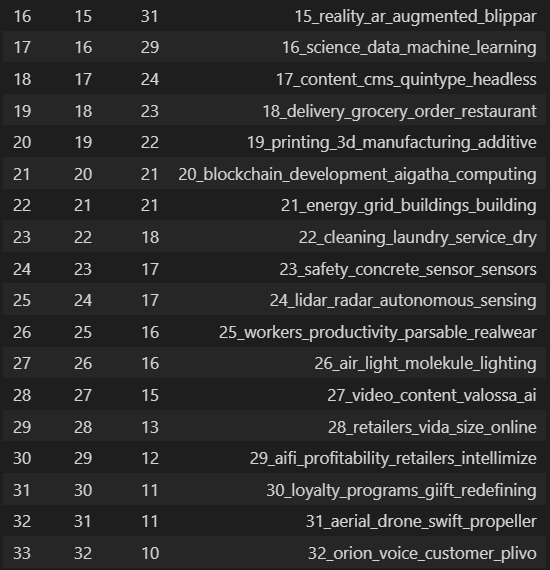 16 15 31 15_reality_ar_augmented_blippar
17 16 29 16_science_data_machine_learning
18 17 24 17_content_cms_quintype_headless
19 18 23 18_delivery_grocery_order_restaurant
20 19 22 19_printing_3d_manufacturing_additive
21 20 21 20_blockchain_development_aigatha_computing
22 21 21 21_energy_grid_buildings_building
23 22 18 22_cleaning_laundry_service_dry
24 23 17 23_safety_concrete_sensor_sensors
25 24 17 24_lidar_radar_autonomous_sensing
26 25 16 25_workers_productivity_parsable_realwear
27 26 16 26_air_light_molekule_lighting
28 27 15 27_video_content_valossa_ai
29 28 13 28_retailers_vida_size_online
30 29 12 29_aifi_profitability_retailers_intellimize
31 30 11 30_loyalty_programs_giift_redefining
32 31 11 31_aerial_drone_swift_propeller
33 32 10 32_orion_voice_customer_plivo